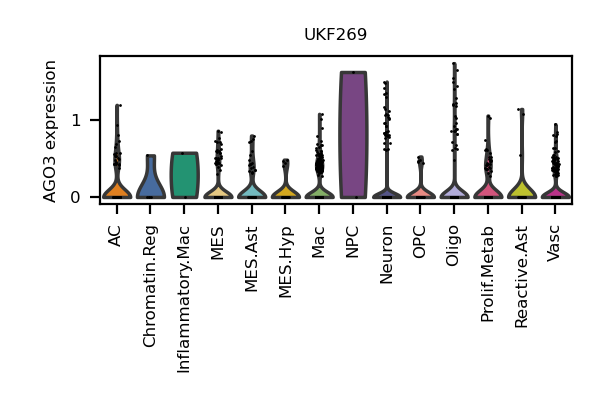 UKF269
AGO3 expression
1
0
AC
Chromatin.Reg
Inflammatory.Mac
MES
MES.Ast
MES.Hyp
Mac
NPC
Neuron
OPC
Oligo
Prolif.Metab
Reactive.Ast
Vasc